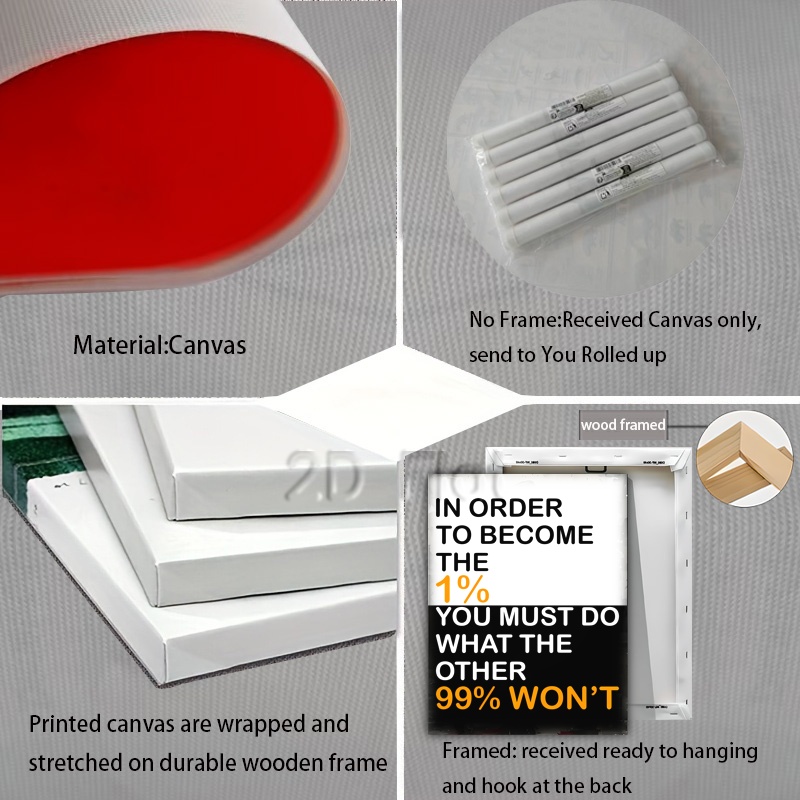 Material:Canvas
No Frame:Received Canvas only,
send to You Rolled up
2D Flot
wood framed
IN ORDER
TO BECOME
THE
1%
YOU MUST DO
WHAT THE
OTHER
99% WON'T
Printed canvas are wrapped and
stretched on durable wooden frame
Framed: received ready to hanging
and hook at the back